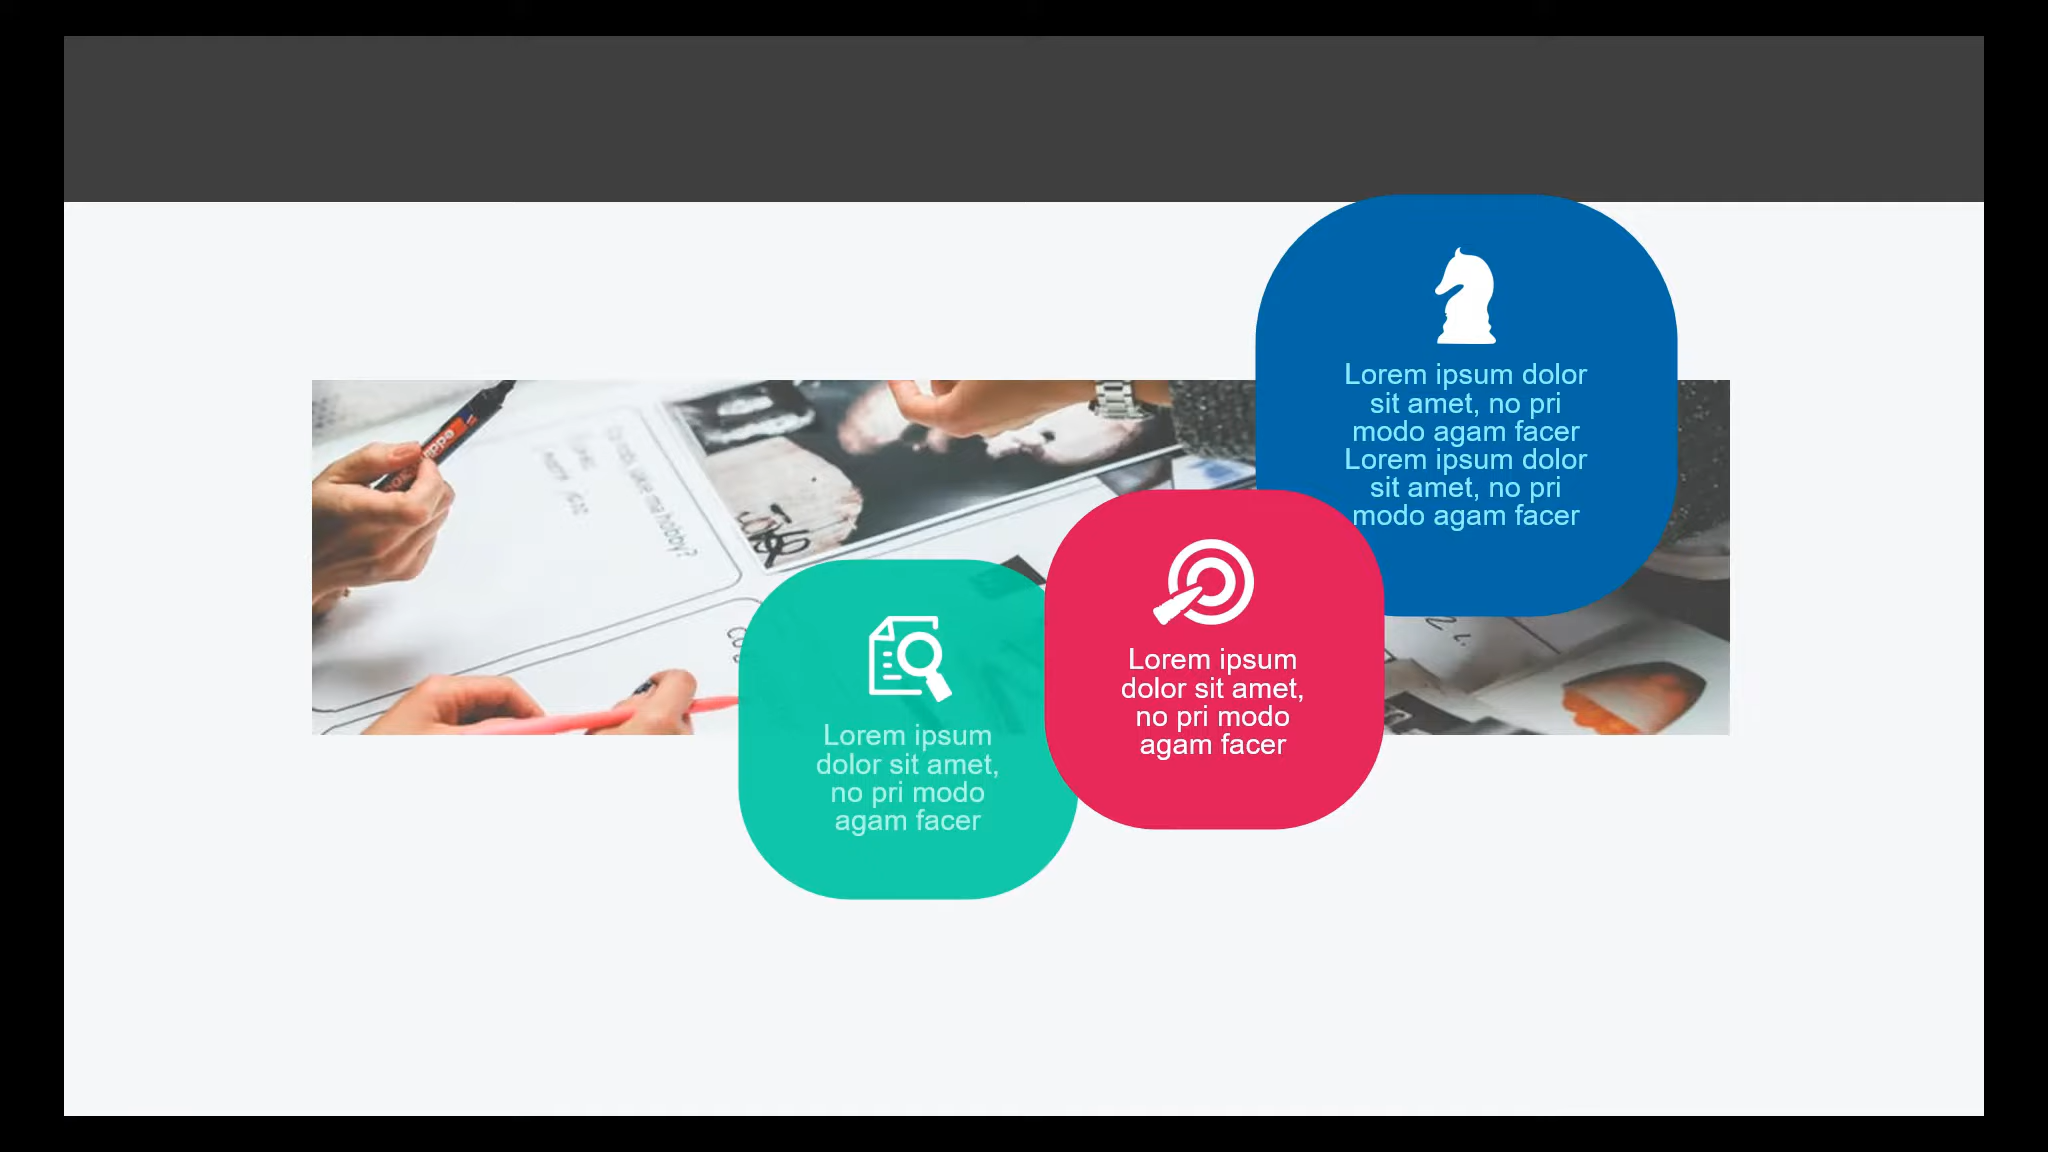 Lorem ipsum dolor
sit amet, no pri
modo agam facer
Lorem ipsum dolor
sit amet, no pri
modo agam facer
Lorem ipsum
dolor sit amet,
no pri modo
agam facer
Lorem ipsum
dolor sit amet,
no pri modo
agam facer
hobby?